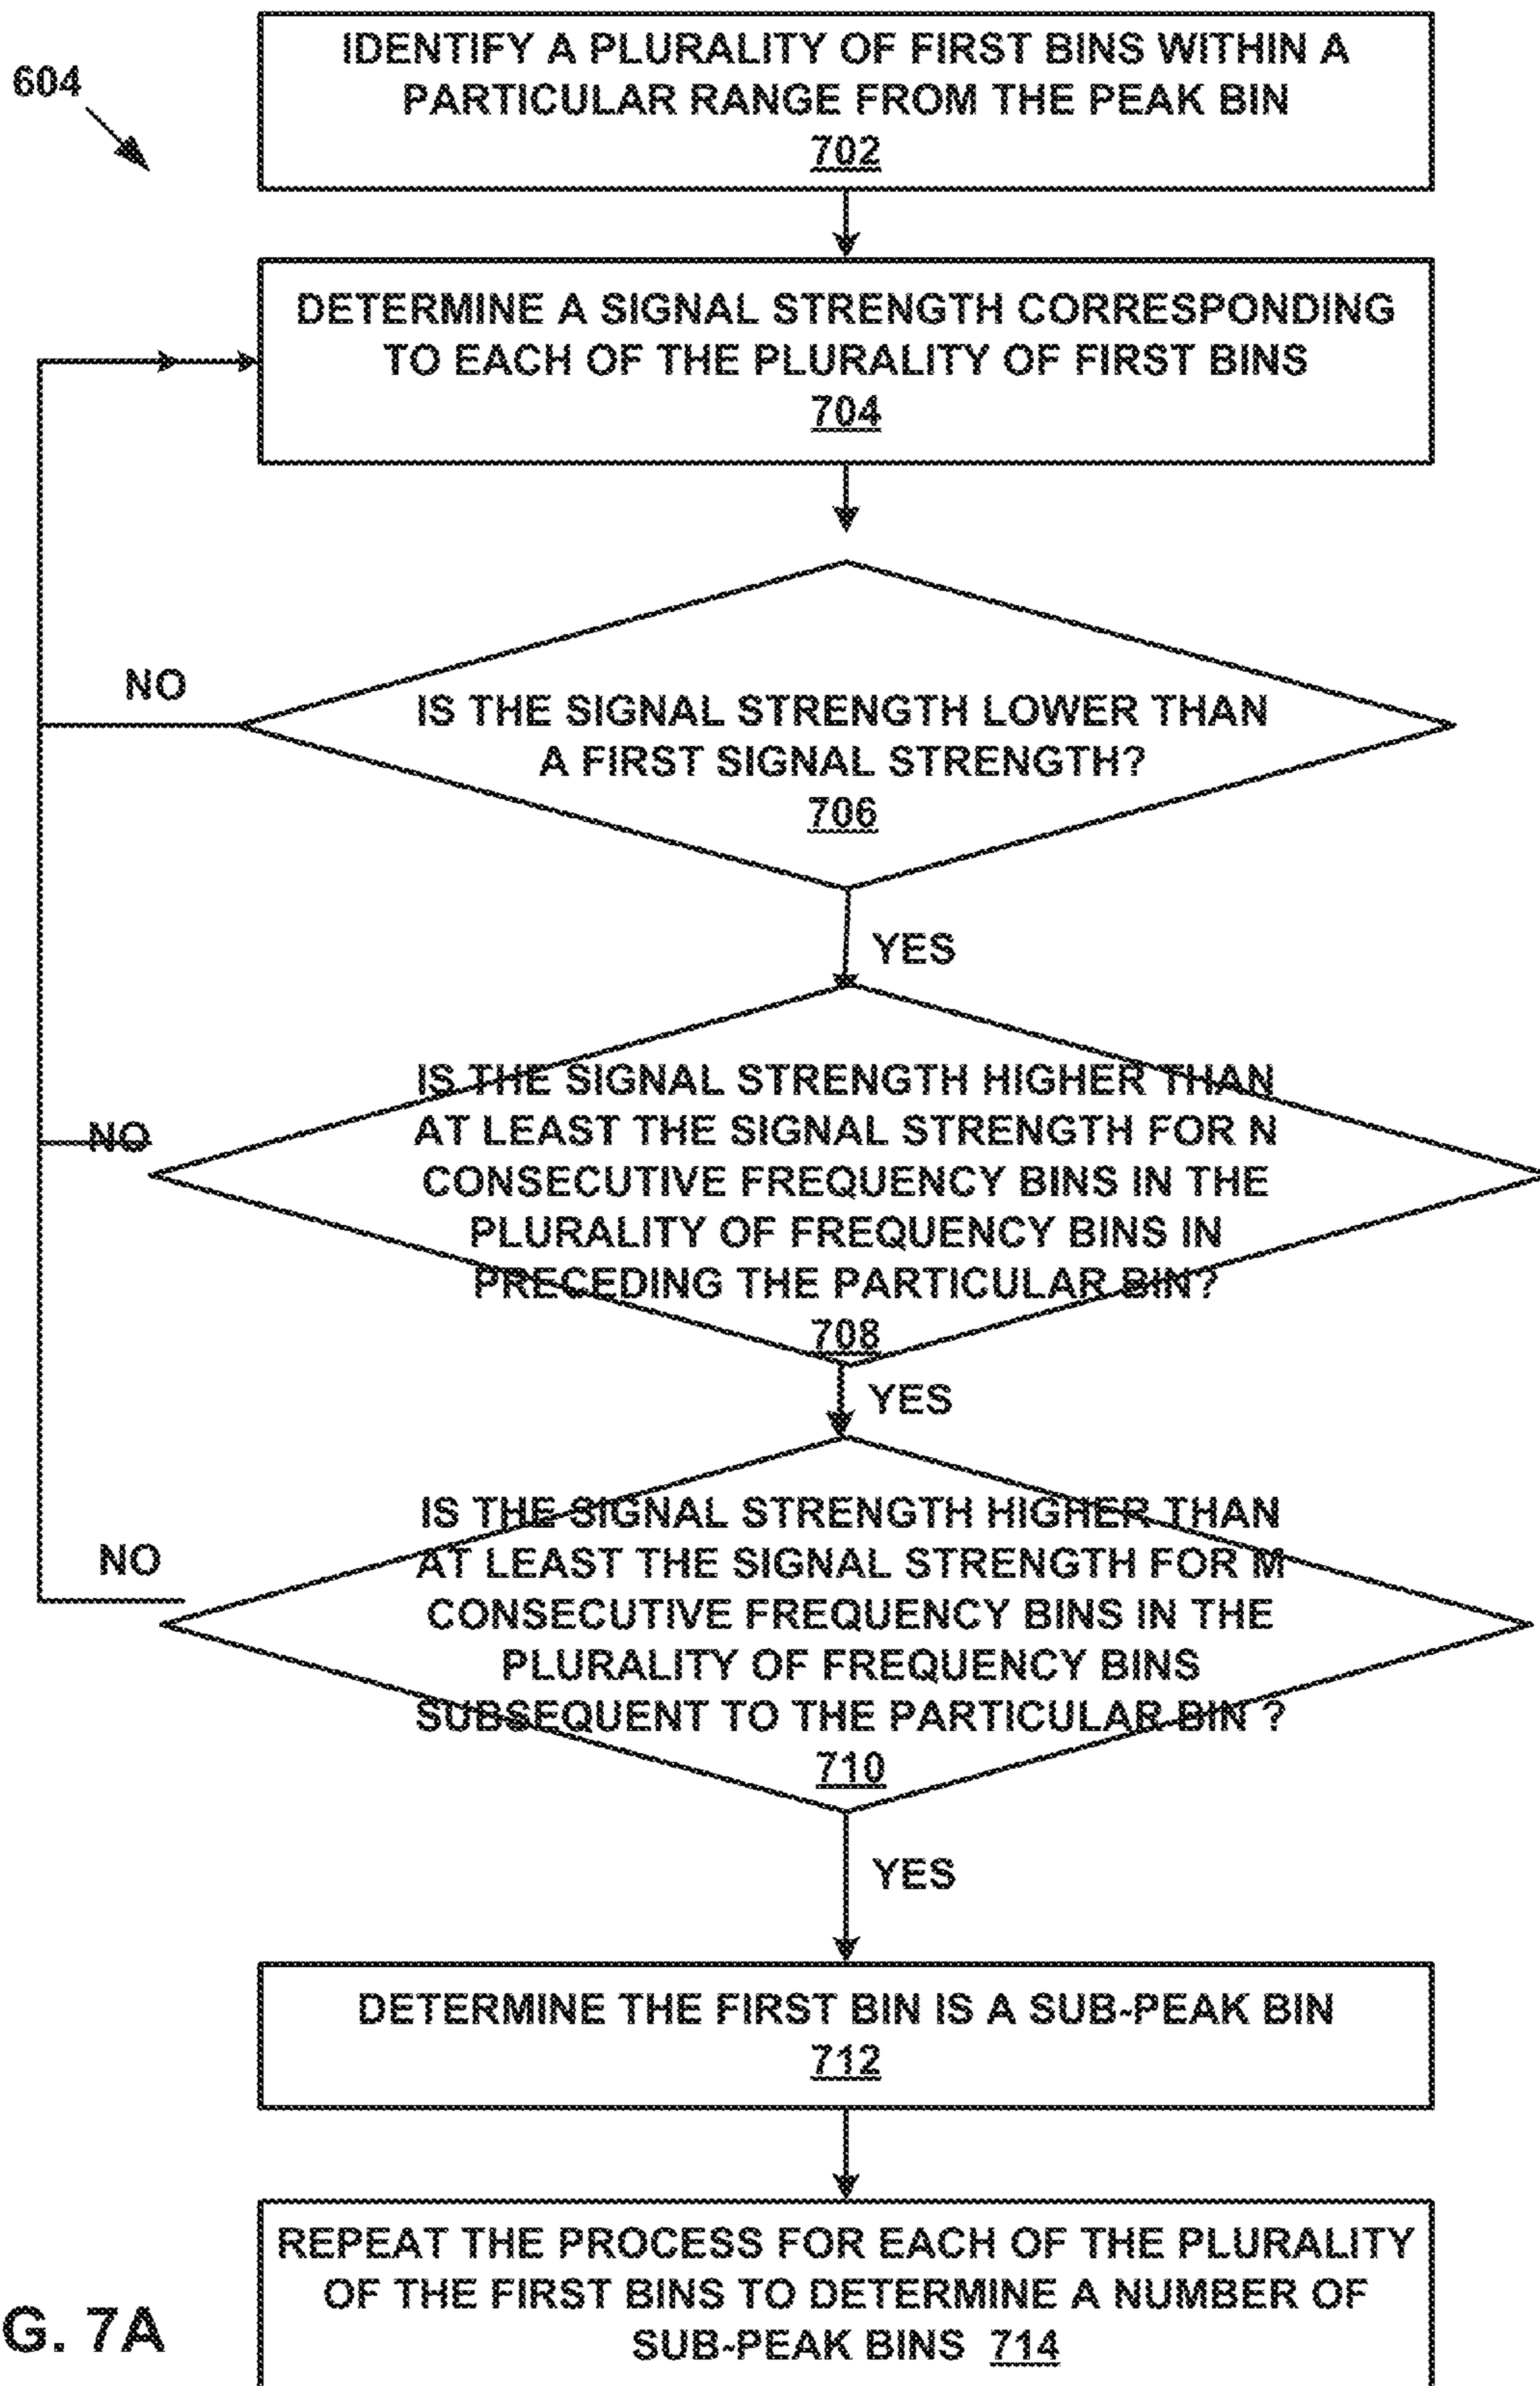 604
IDENTIFY A PLURALITY OF FIRST BINS WITHIN A
PARTICULAR RANGE FROM THE PEAK BIN
702
DETERMINE A SIGNAL STRENGTH CORRESPONDING
TO EACH OF THE PLURALITY OF FIRST BINS
704
NO
IS THE SIGNAL STRENGTH LOWER THAN
A FIRST SIGNAL STRENGTH?
706
YES
IS THE SIGNAL STRENGTH HIGHER THAN
AT LEAST THE SIGNAL STRENGTH FOR N
NO
CONSECUTIVE FREQUENCY BINS IN THE
PLURALITY OF FREQUENCY BINS IN
PRECEDING THE PARTICULAR BIN?
708
YES
IS THE SIGNAL STRENGTH HIGHER THAN
AT LEAST THE SIGNAL STRENGTH FOR M
NO
CONSECUTIVE FREQUENCY BINS IN THE
PLURALITY OF FREQUENCY BINS
SUBSEQUENT TO THE PARTICULAR BIN ?
710
YES
DETERMINE THE FIRST BIN IS A SUB-PEAK BIN
712
REPEAT THE PROCESS FOR EACH OF THE PLURALITY
OF THE FIRST BINS TO DETERMINE A NUMBER OF
SUB-PEAK BINS 714
G. 7A